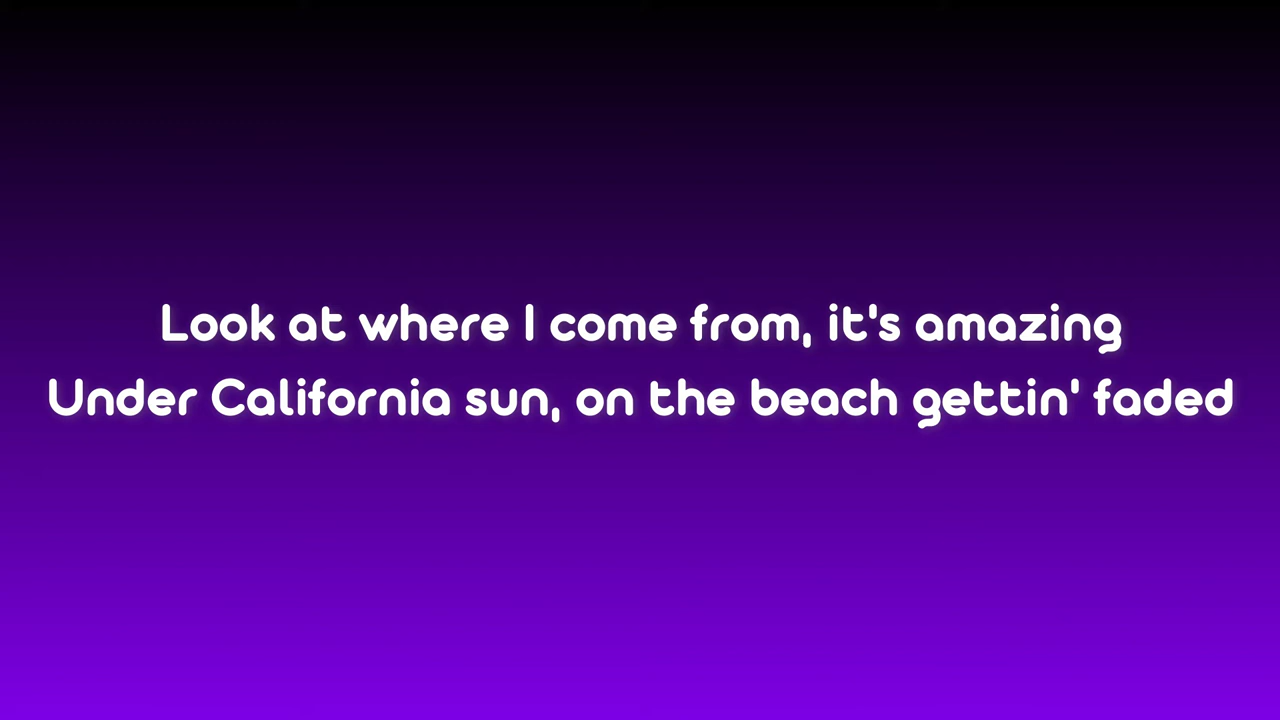 Look at where I come from, it's amazing
Under California sun, on the beach gettin' faded